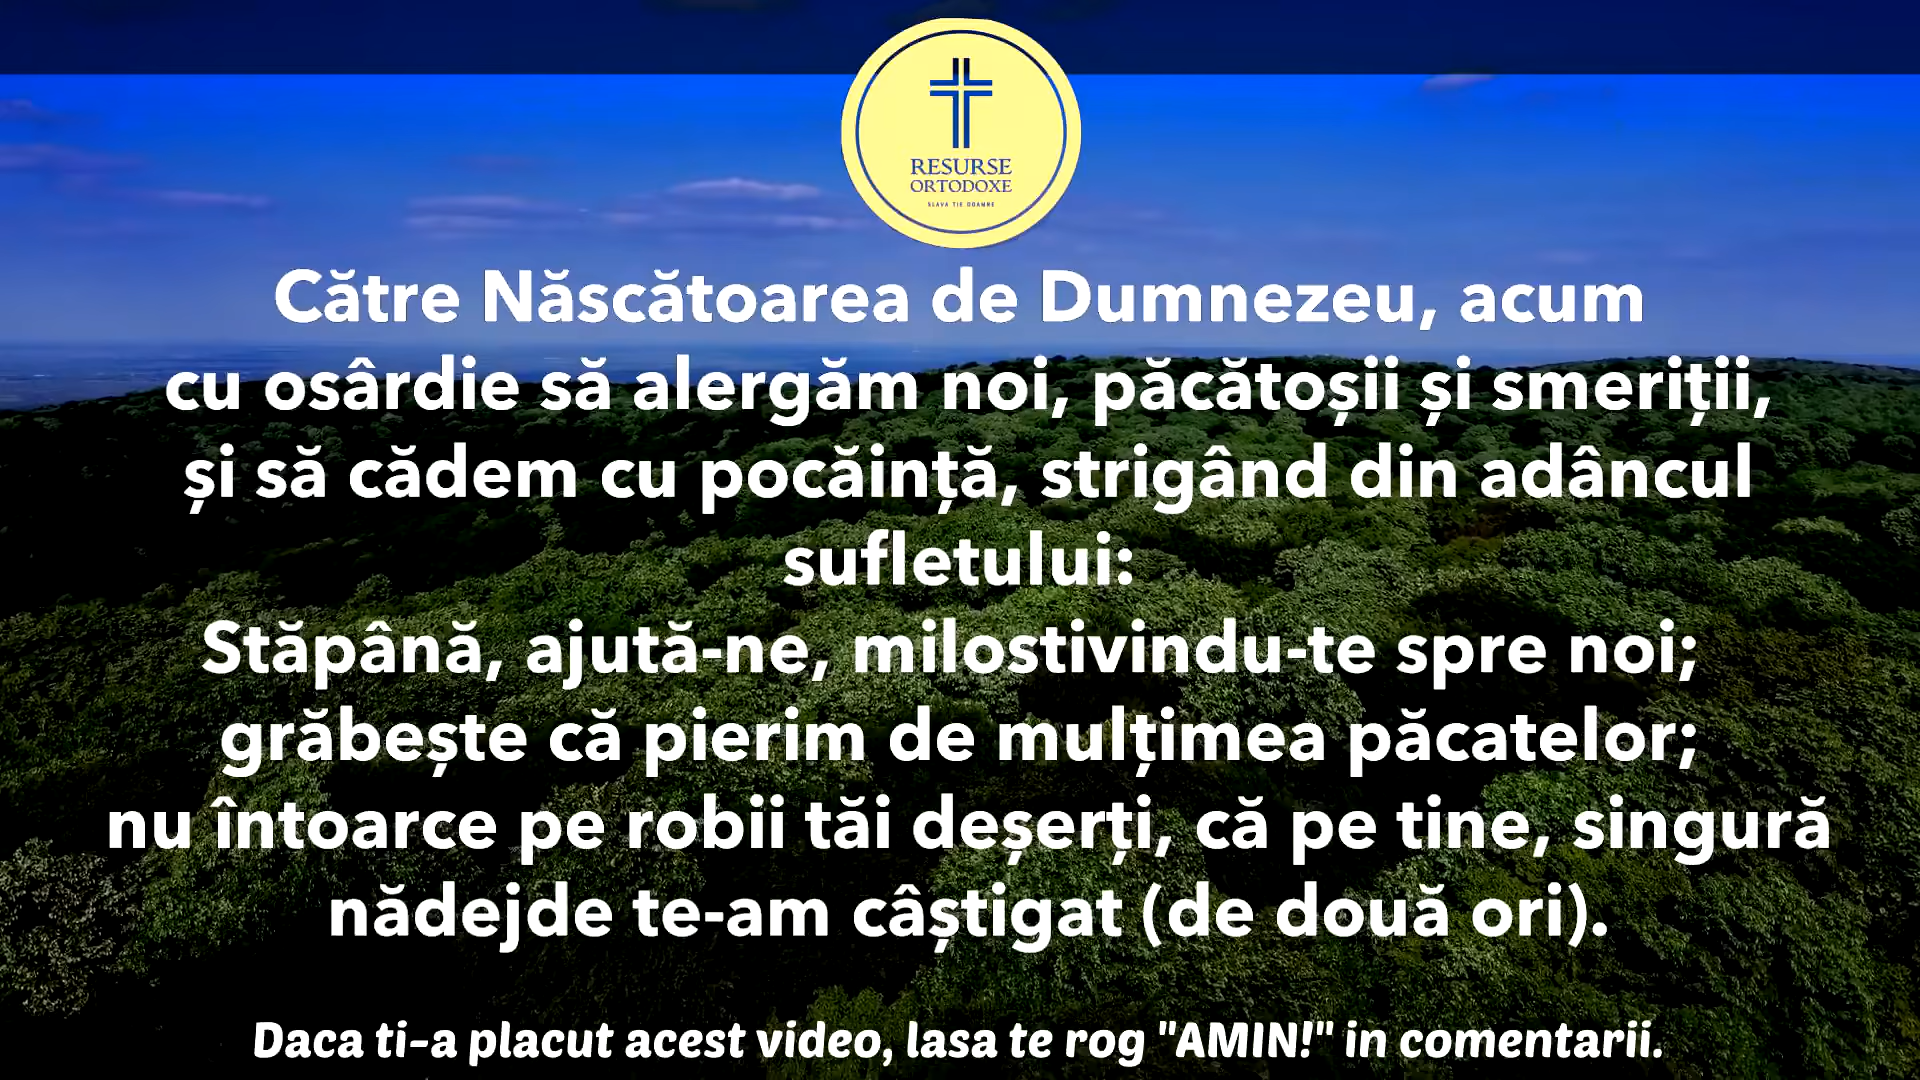 RESURSE
ORTODOXE
SLAVA TIE DOAMNE
Către Născătoarea de Dumnezeu, acum
cu osârdie să alergăm noi, păcătoșii și smeriții,
și să cădem cu pocăință, strigând din adâncul
sufletului:
Stăpână, ajută-ne, milostivindu-te spre noi;
grăbește că pierim de mulțimea păcatelor;
nu întoarce pe robii tăi deșerți, că pe tine, singură
nădejde te-am câștigat (de două ori).
Daca ti-a placut acest video, lasa te rog "AMIN!" in comentarii.